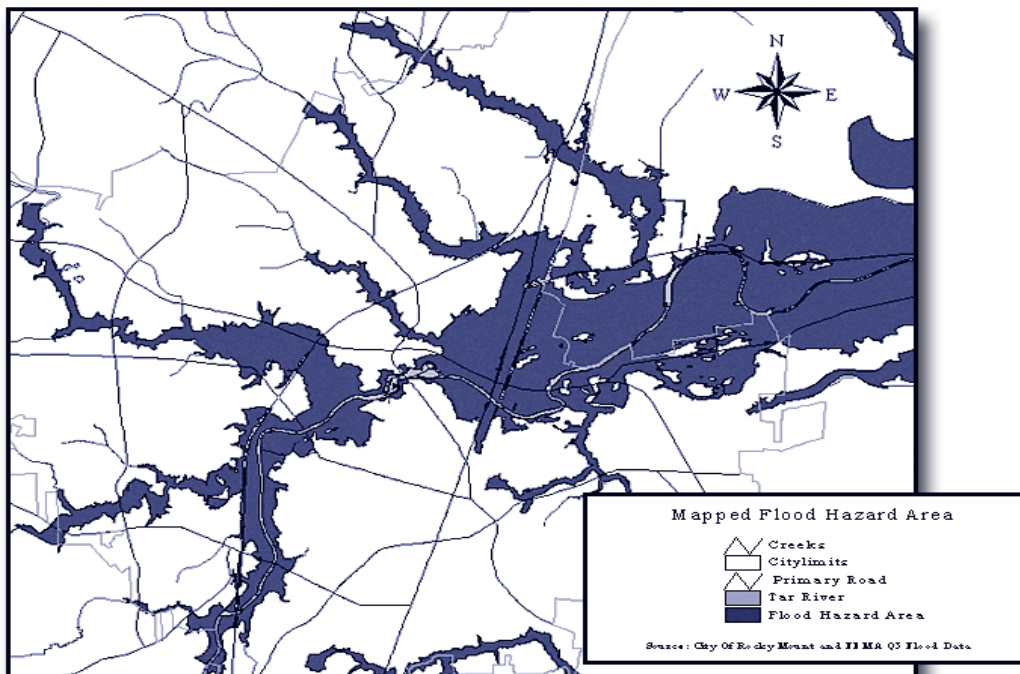 N
W E
S
Mapped Flood Hazard Area
Creeks
Citylimits
Primary Road
Tar River
Flood Hazard Area
Source: City Of Rocky Mount and FEMA Q3 Flood Data